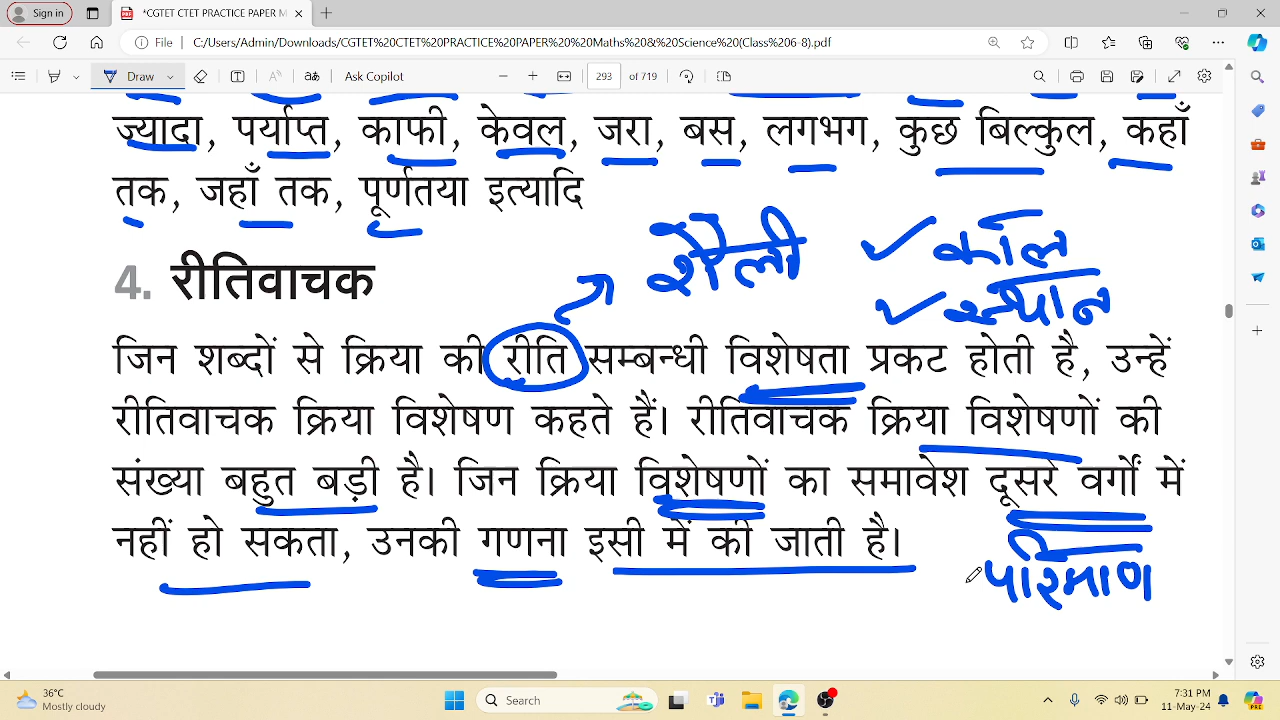 Sign in
*CGTET CTET PRACTICE PAPER M
File
C:/Users/Admin/Downloads/CGTET%20CTET%20PRACTICE%20PAPER%20%20Maths%20&%20Science%20(Class%206-8).pdf
Draw
Ask Copilot
293 of 719
ज्यादा, पर्याप्त, काफी, केवल, जरा, बस, लगभग, कुछ बिल्कुल, कहाँ
तक, जहाँ तक, पूर्णतया इत्यादि
शैली
काल
4. रीतिवाचक
स्थान
जिन शब्दों से क्रिया की रीति सम्बन्धी विशेषता प्रकट होती है, उन्हें
रीतिवाचक क्रिया विशेषण कहते हैं। रीतिवाचक क्रिया विशेषणों की
संख्या बहुत बड़ी है। जिन क्रिया विशेषणों का समावेश दूसरे वर्गों में
नहीं हो सकता, उनकी गणना इसी में की जाती है।
परिमाण
36°C
Mostly cloudy
Search
7:31 PM
11-May-24